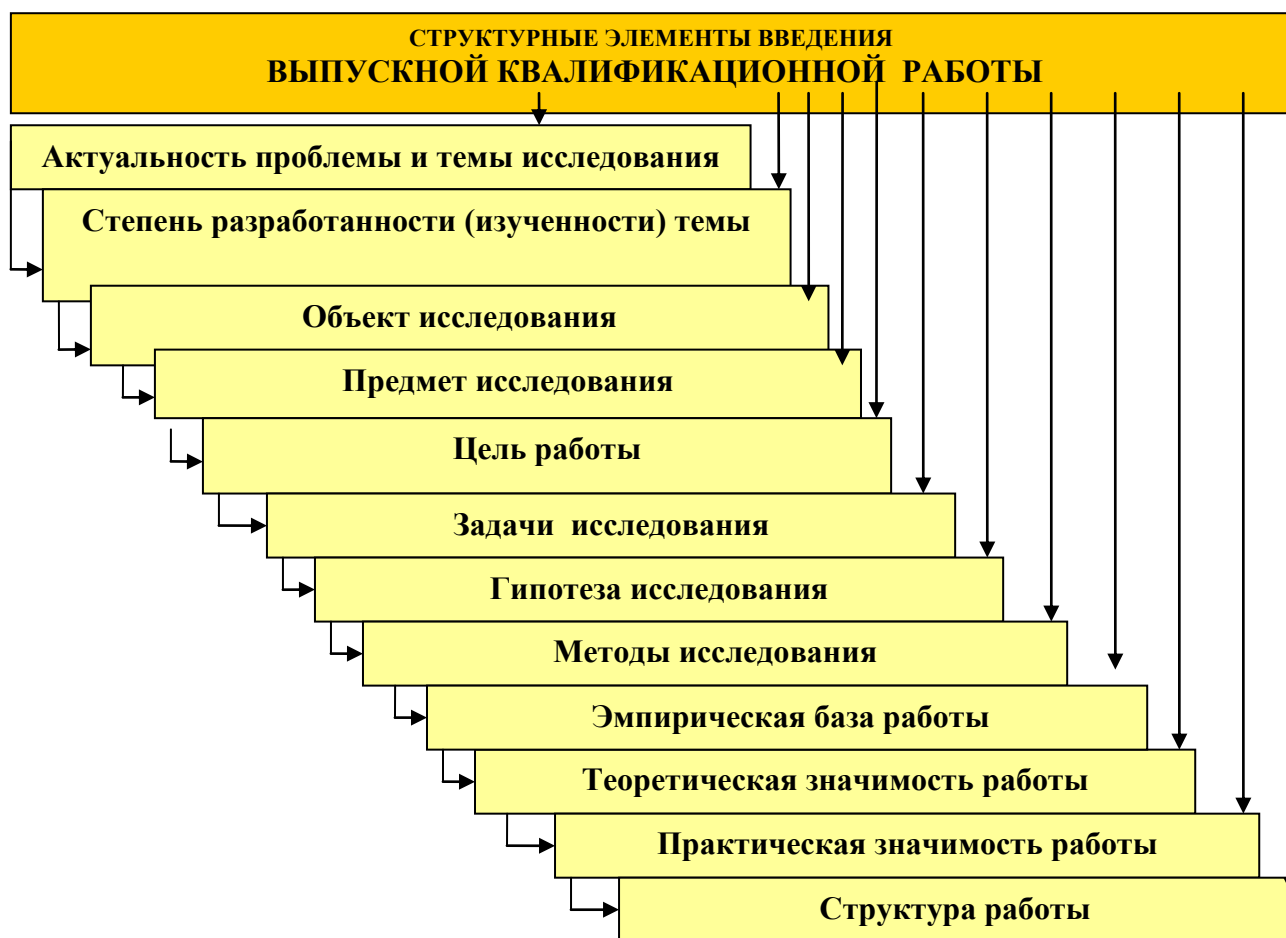 СТРУКТУРНЫЕ ЭЛЕМЕНТЫ ВВЕДЕНИЯ
ВЫПУСКНОЙ КВАЛИФИКАЦИОННОЙ РАБОТЫ
Актуальность проблемы и темы исследования
Степень разработанности (изученности) темы
Объект исследования
Предмет исследования
Цель работы
Задачи исследования
Гипотеза исследования
Методы исследования
Эмпирическая база работы
Теоретическая значимость работы
Практическая значимость работы
Структура работы